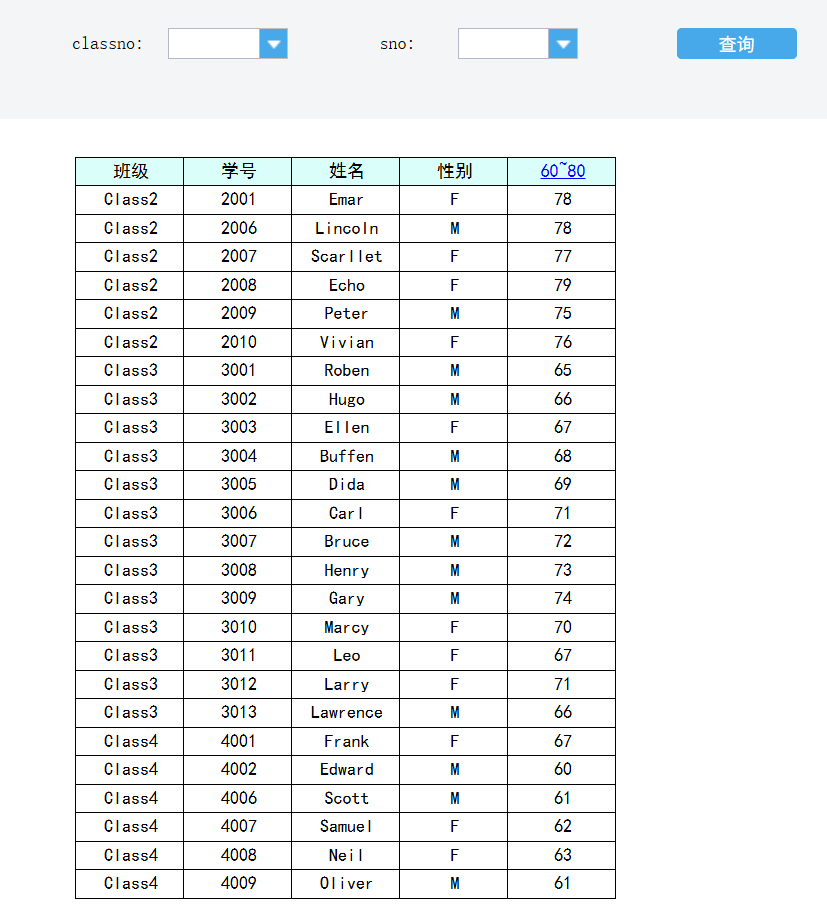 classno: sno: 查询
班级 学号 姓名 性别 60~80
Class2 2001 Emar F 78
Class2 2006 Lincoln M 78
Class2 2007 Scarllet F 77
Class2 2008 Echo F 79
Class2 2009 Peter M 75
Class2 2010 Vivian F 76
Class3 3001 Roben M 65
Class3 3002 Hugo M 66
Class3 3003 Ellen F 67
Class3 3004 Buffen M 68
Class3 3005 Dida M 69
Class3 3006 Carl F 71
Class3 3007 Bruce M 72
Class3 3008 Henry M 73
Class3 3009 Gary M 74
Class3 3010 Marcy F 70
Class3 3011 Leo F 67
Class3 3012 Larry F 71
Class3 3013 Lawrence M 66
Class4 4001 Frank F 67
Class4 4002 Edward M 60
Class4 4006 Scott M 61
Class4 4007 Samuel F 62
Class4 4008 Neil F 63
Class4 4009 Oliver M 61